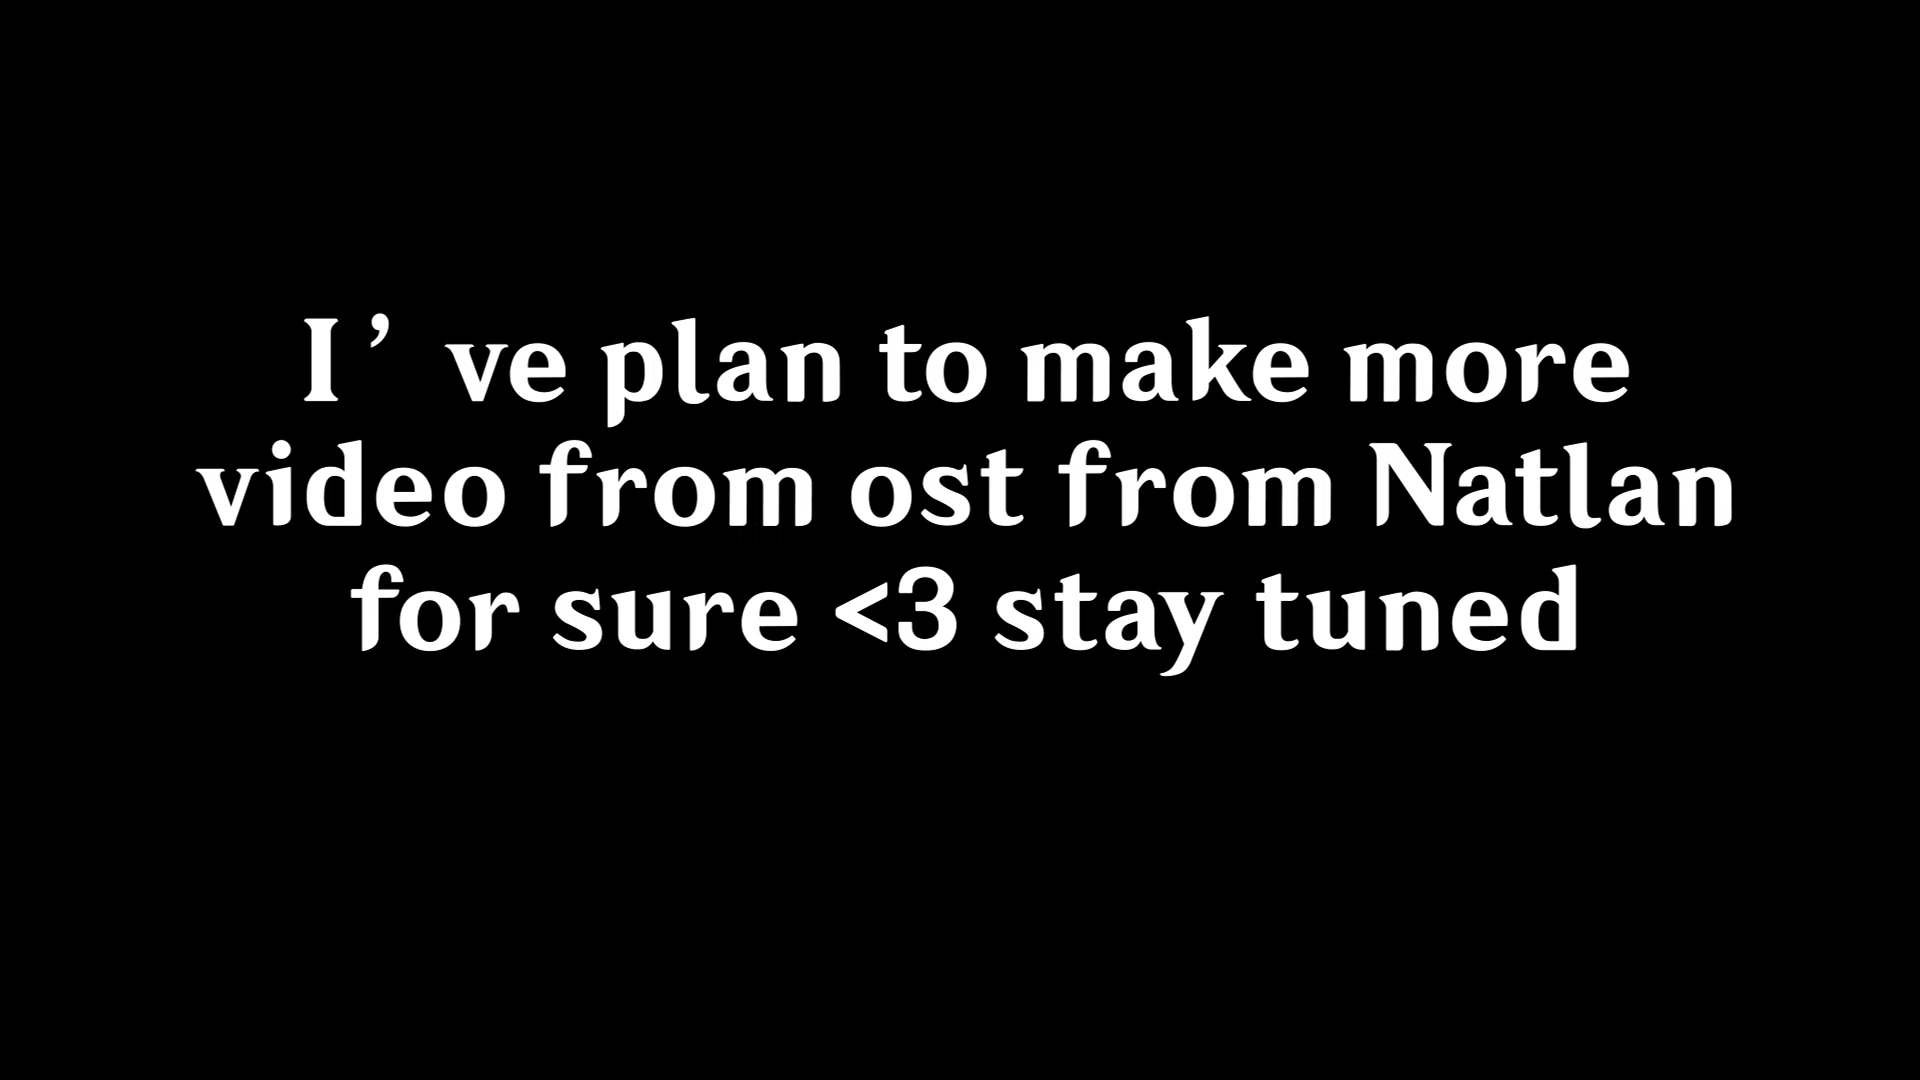 I’ ve plan to make more
video from ost from Natlan
for sure <3 stay tuned